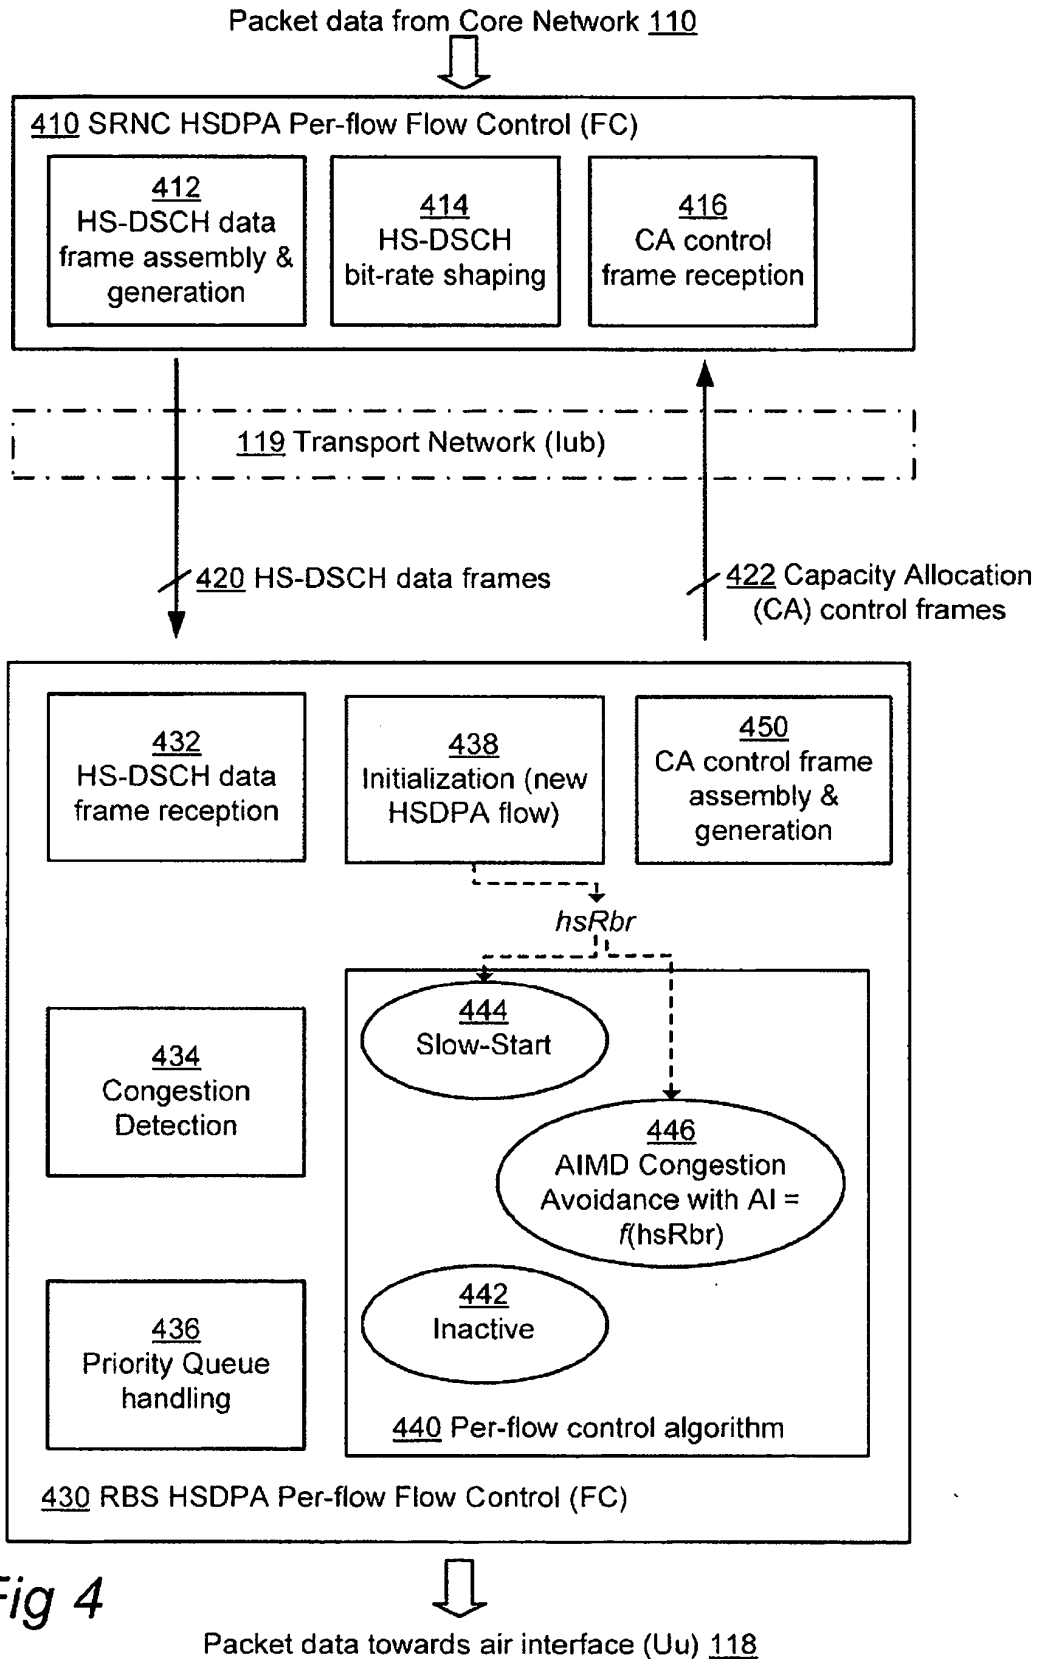 Packet data from Core Network 110
410 SRNC HSDPA Per-flow Flow Control (FC)
412
HS-DSCH data
frame assembly &
generation
414
HS-DSCH
bit-rate shaping
416
CA control
frame reception
119 Transport Network (Iub)
420 HS-DSCH data frames
422 Capacity Allocation
(CA) control frames
432
HS-DSCH data
frame reception
438
Initialization (new
HSDPA flow)
450
CA control frame
assembly &
generation
hsRbr
444
Slow-Start
434
Congestion
Detection
446
AIMD Congestion
Avoidance with AI =
f(hsRbr)
442
Inactive
436
Priority Queue
handling
440 Per-flow control algorithm
430 RBS HSDPA Per-flow Flow Control (FC)
Fig 4
Packet data towards air interface (Uu) 118